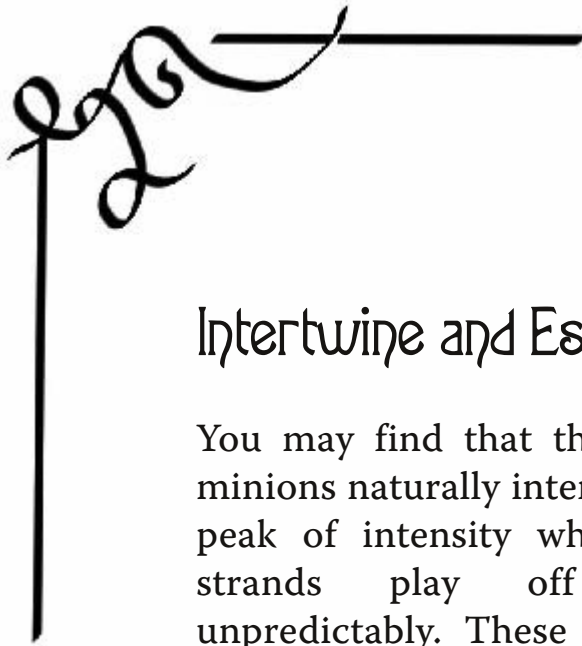 Intertwine and Es
You may find that th
minions naturally inter
peak of intensity wh
strands play off
unpredictably. These